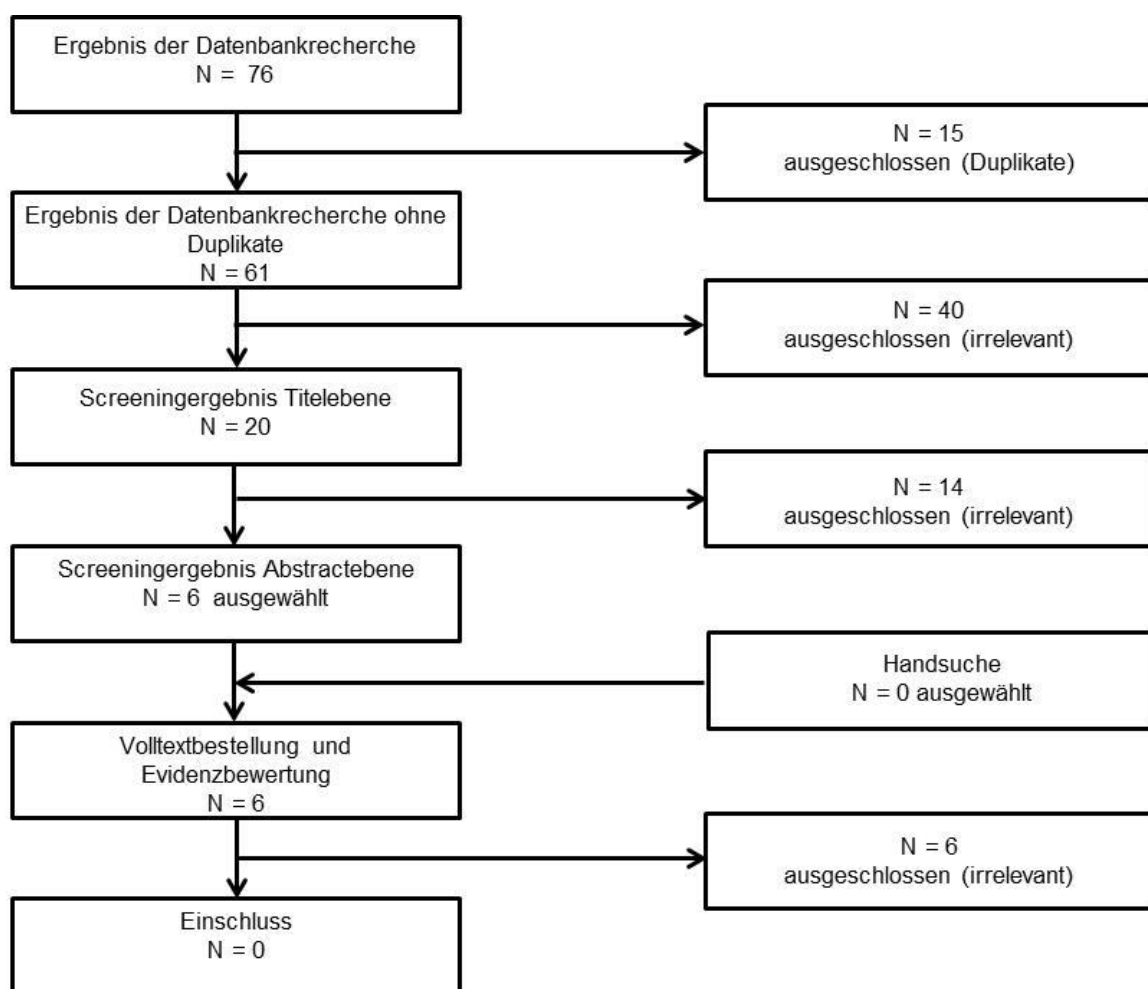 Ergebnis der Datenbankrecherche
N = 76
N = 15
ausgeschlossen (Duplikate)
Ergebnis der Datenbankrecherche ohne
Duplikate
N = 61
N = 40
ausgeschlossen (irrelevant)
Screeningergebnis Titelebene
N = 20
N = 14
ausgeschlossen (irrelevant)
Screeningergebnis Abstractebene
N = 6 ausgewählt
Handsuche
N = 0 ausgewählt
Volltextbestellung und
Evidenzbewertung
N = 6
N = 6
ausgeschlossen (irrelevant)
Einschluss
N = 0